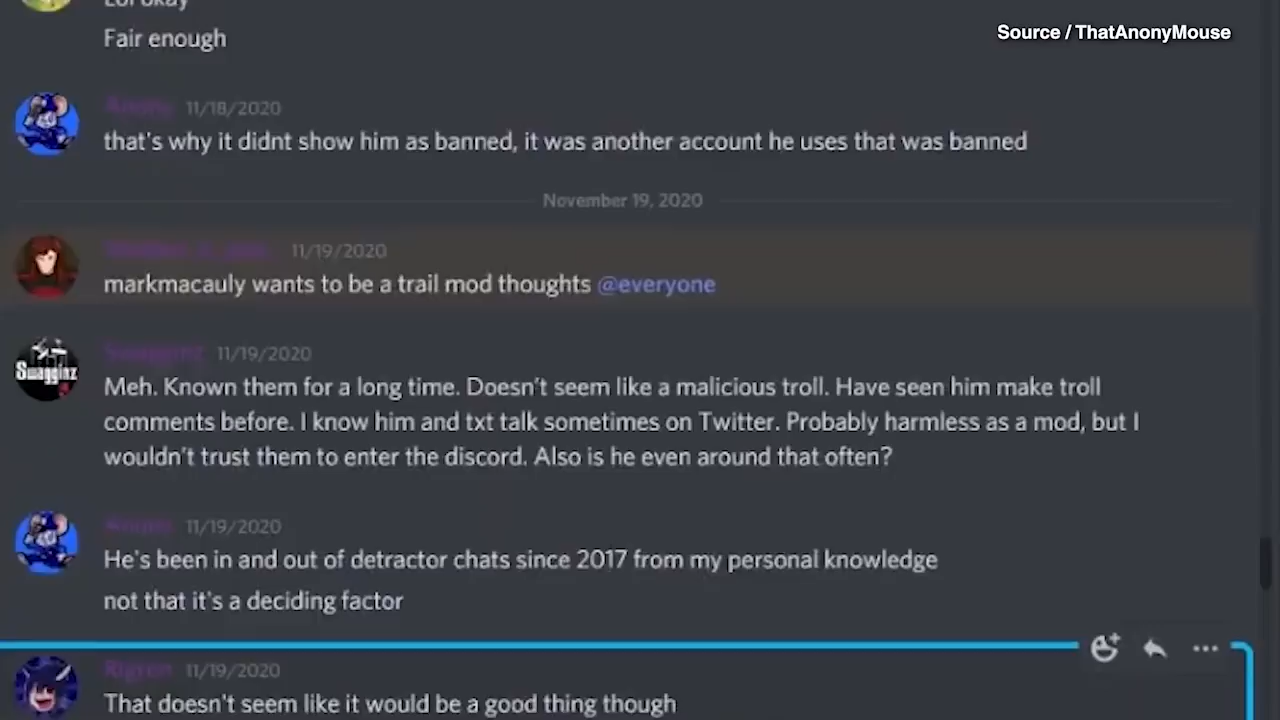 Lol okay
Source / ThatAnonyMouse
Fair enough
11/18/2020
that's why it didnt show him as banned, it was another account he uses that was banned
November 19, 2020
11/19/2020
markmacauly wants to be a trail mod thoughts @everyone
Swagginz 11/19/2020
Swagginz
Meh. Known them for a long time. Doesn't seem like a malicious troll. Have seen him make troll
comments before. I know him and txt talk sometimes on Twitter. Probably harmless as a mod, but I
wouldn't trust them to enter the discord. Also is he even around that often?
11/19/2020
He's been in and out of detractor chats since 2017 from my personal knowledge
not that it's a deciding factor
11/19/2020
That doesn't seem like it would be a good thing though